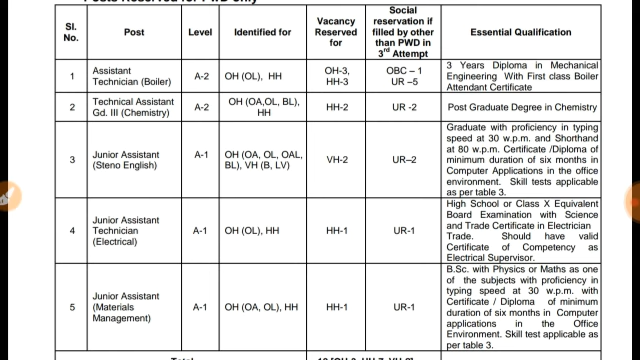 Posts Reserved for PWD only
Sl.
No.
Post
Level
Identified for
Vacancy
Reserved
for
Social
reservation if
filled by other
than PWD in
3rd Attempt
Essential Qualification
1
Assistant
Technician (Boiler)
A-2
OH (OL), HH
OH-3,
HH-3
OBC – 1
UR –5
3 Years Diploma in Mechanical
Engineering With First class Boiler
Attendant Certificate
2
Technical Assistant
Gd. III (Chemistry)
A-2
OH (OA,OL, BL),
HH
HH-2
UR -2
Post Graduate Degree in Chemistry
3
Junior Assistant
(Steno English)
A-1
OH (OA, OL, OAL,
BL), VH (B, LV)
VH-2
UR–2
Graduate with proficiency in typing
speed at 30 w.p.m. and Shorthand
at 80 w.p.m. Certificate /Diploma of
minimum duration of six months in
Computer Applications in the office
environment. Skill tests applicable
as per table 3.
4
Junior Assistant
Technician
(Electrical)
A-1
OH (OL), HH
HH-1
UR-1
High School or Class X Equivalent
Board Examination with Science
and Trade Certificate in Electrician
Trade. Should have valid
Certificate of Competency as
Electrical Supervisor.
5
Junior Assistant
(Materials
Management)
A-1
OH (OA, OL), HH
HH-1
UR-1
B.Sc. with Physics or Maths as one
of the subjects with proficiency in
typing speed at 30 w.p.m. with
Certificate / Diploma of minimum
duration of six months in Computer
applications in the Office
Environment. Skill test applicable as
per table 3.